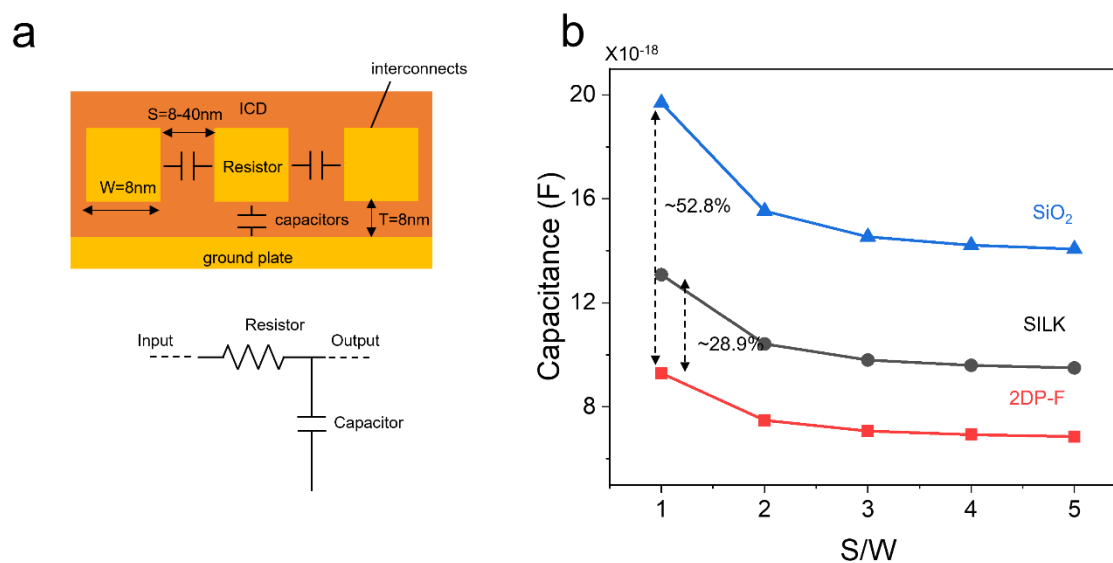 a
interconnects
ICD
S=8-40nm
Resistor
W=8nm
capacitors
T=8nm
ground plate
Resistor
Input
Output
Capacitor
b
X10⁻¹⁸
20
16
12
8
Capacitance (F)
~52.8%
~28.9%
SiO₂
SILK
2DP-F
1 2 3 4 5
S/W